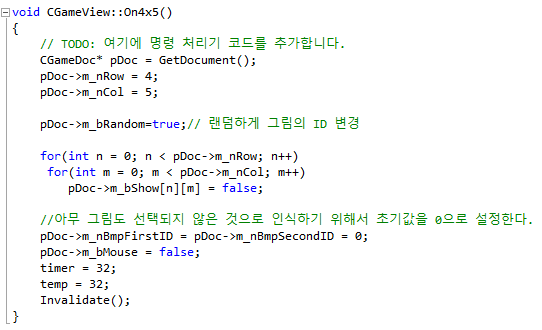 void CGameView::On4x5()
{
// TODO: 여기에 명령 처리기 코드를 추가합니다.
CGameDoc* pDoc = GetDocument();
pDoc->m_nRow = 4;
pDoc->m_nCol = 5;
pDoc->m_bRandom=true;// 랜덤하게 그림의 ID 변경
for(int n = 0; n < pDoc->m_nRow; n++)
for(int m = 0; m < pDoc->m_nCol; m++)
pDoc->m_bShow[n][m] = false;
//아무 그림도 선택되지 않은 것으로 인식하기 위해서 초기값을 0으로 설정한다.
pDoc->m_nBmpFirstID = pDoc->m_nBmpSecondID = 0;
pDoc->m_bMouse = false;
timer = 32;
temp = 32;
Invalidate();
}